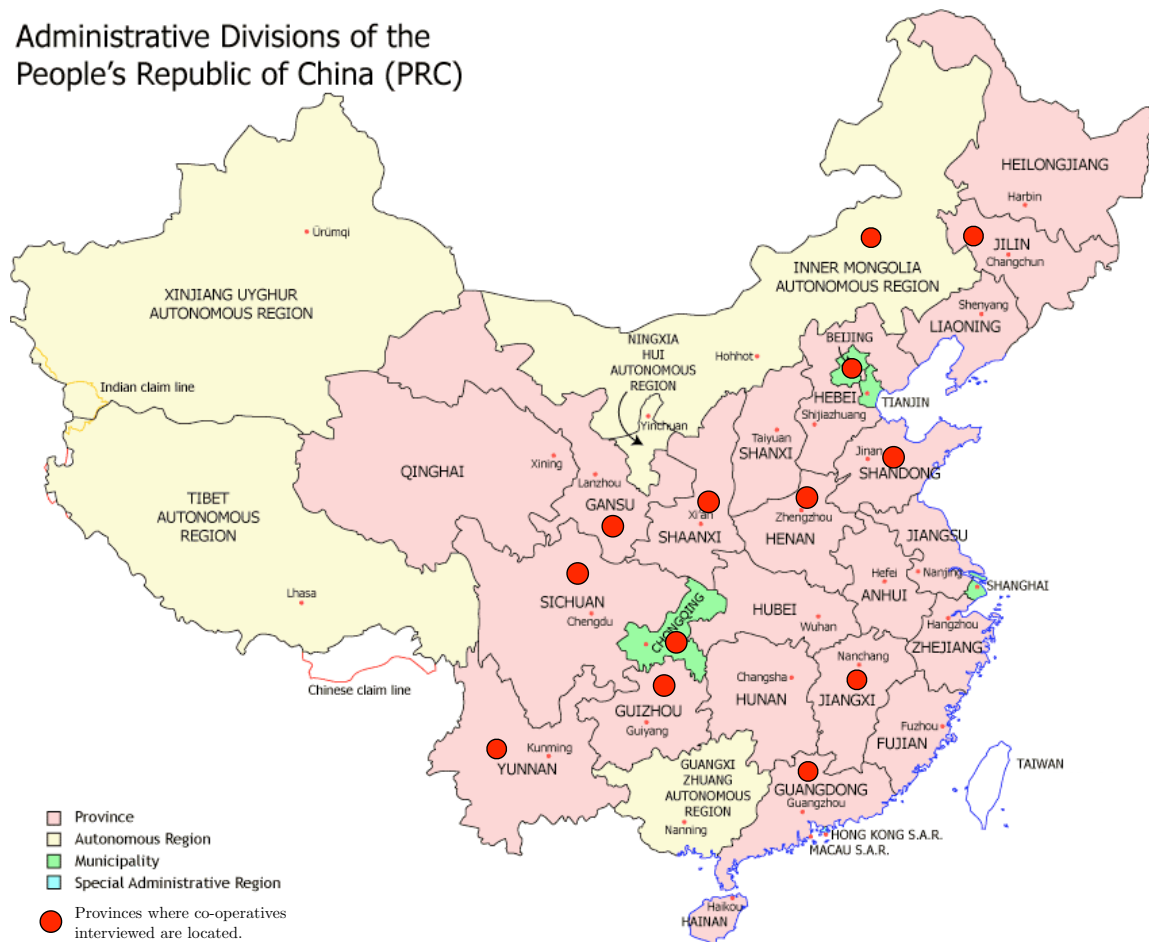 Administrative Divisions of the
People's Republic of China (PRC)
HEILONGJIANG
Harbin
JILIN
Changchun
INNER MONGOLIA
AUTONOMOUS REGION
Ürümqi
XINJIANG UYGHUR
AUTONOMOUS REGION
Shenyang
LIAONING
NINGXIA
HUI
AUTONOMOUS
REGION
Hohhot
BEIJING
Indian claim line
HEBEI
TIANJIN
Shijiazhuang
Yinchuan
Taiyuan
SHANXI
Jinan
SHANDONG
QINGHAI
Xining
Lanzhou
GANSU
TIBET
AUTONOMOUS
REGION
Xi'an
SHAANXI
Zhengzhou
HENAN
JIANGSU
Hefei
ANHUI
Nanjing
SHANGHAI
Lhasa
SICHUAN
Chengdu
CHONGQING
HUBEI
Wuhan
Hangzhou
ZHEJIANG
Chinese claim line
Nanchang
JIANGXI
Changsha
HUNAN
GUIZHOU
Guiyang
Fuzhou
FUJIAN
Kunming
YUNNAN
GUANGXI
ZHUANG
AUTONOMOUS
REGION
Nanning
GUANGDONG
Guangzhou
TAIWAN
HONG KONG S.A.R.
MACAU S.A.R.
Haikou
HAINAN
Province
Autonomous Region
Municipality
Special Administrative Region
Provinces where co-operatives
interviewed are located.